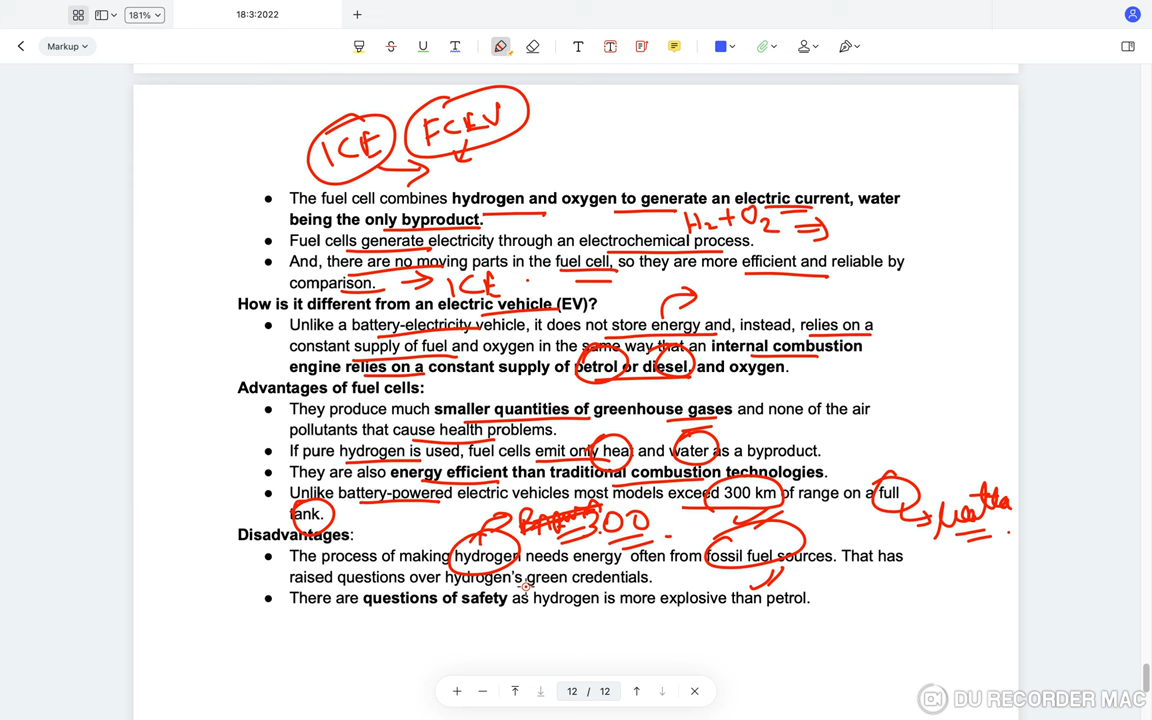 181%
18:3:2022
Markup
ICE FCEV
● The fuel cell combines hydrogen and oxygen to generate an electric current, water
being the only byproduct.
H₂ + O₂ ⇒
● Fuel cells generate electricity through an electrochemical process.
● And, there are no moving parts in the fuel cell, so they are more efficient and reliable by
comparison. → ICE
How is it different from an electric vehicle (EV)?
● Unlike a battery-electricity vehicle, it does not store energy and, instead, relies on a
constant supply of fuel and oxygen in the same way that an internal combustion
engine relies on a constant supply of petrol or diesel, and oxygen.
Advantages of fuel cells:
● They produce much smaller quantities of greenhouse gases and none of the air
pollutants that cause health problems.
● If pure hydrogen is used, fuel cells emit only heat and water as a byproduct.
● They are also energy efficient than traditional combustion technologies.
● Unlike battery-powered electric vehicles most models exceed 300 km of range on a full
tank.
300
Disadvantages:
● The process of making hydrogen needs energy often from fossil fuel sources. That has
raised questions over hydrogen's green credentials.
● There are questions of safety as hydrogen is more explosive than petrol.
12 / 12
DU RECORDER MAC